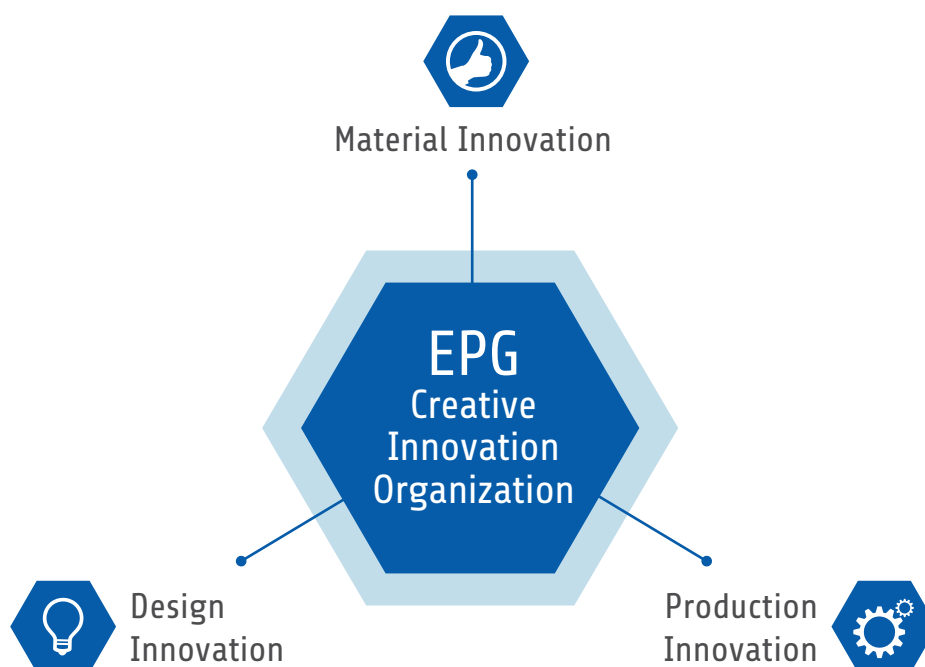 Material Innovation
EPG
Creative
Innovation
Organization
Design
Innovation
Production
Innovation